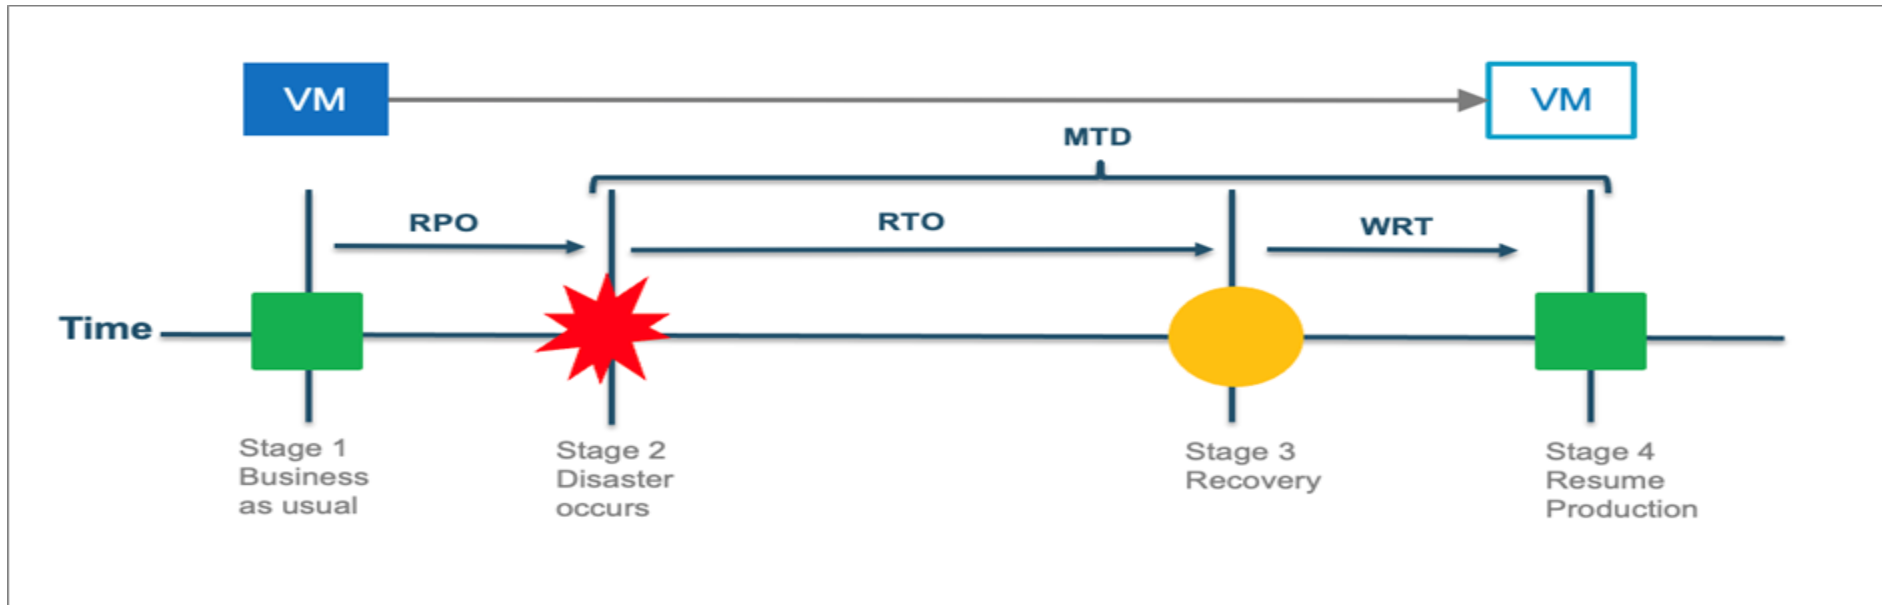 VM
VM
MTD
RPO
RTO
WRT
Time
Stage 1
Business
as usual
Stage 2
Disaster
occurs
Stage 3
Recovery
Stage 4
Resume
Production